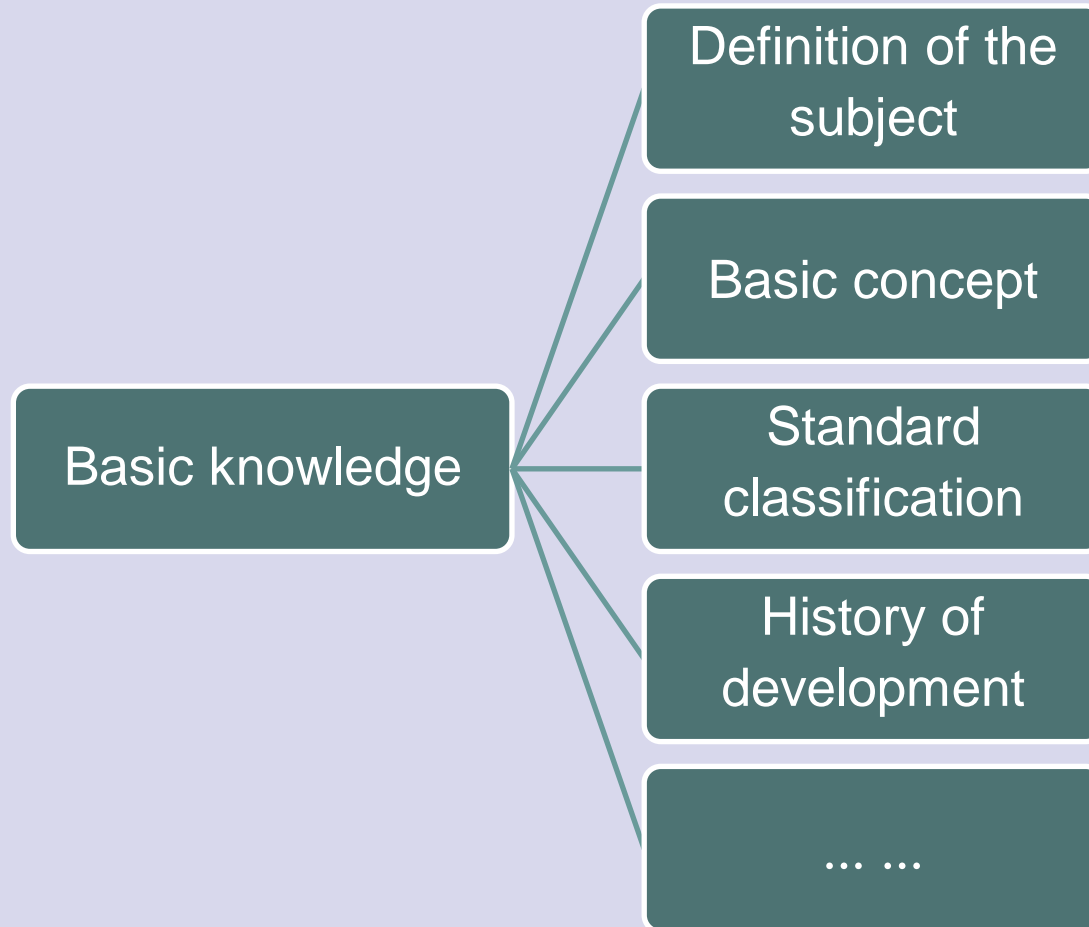 Definition of the
subject
Basic concept
Basic knowledge
Standard
classification
History of
development
... ...